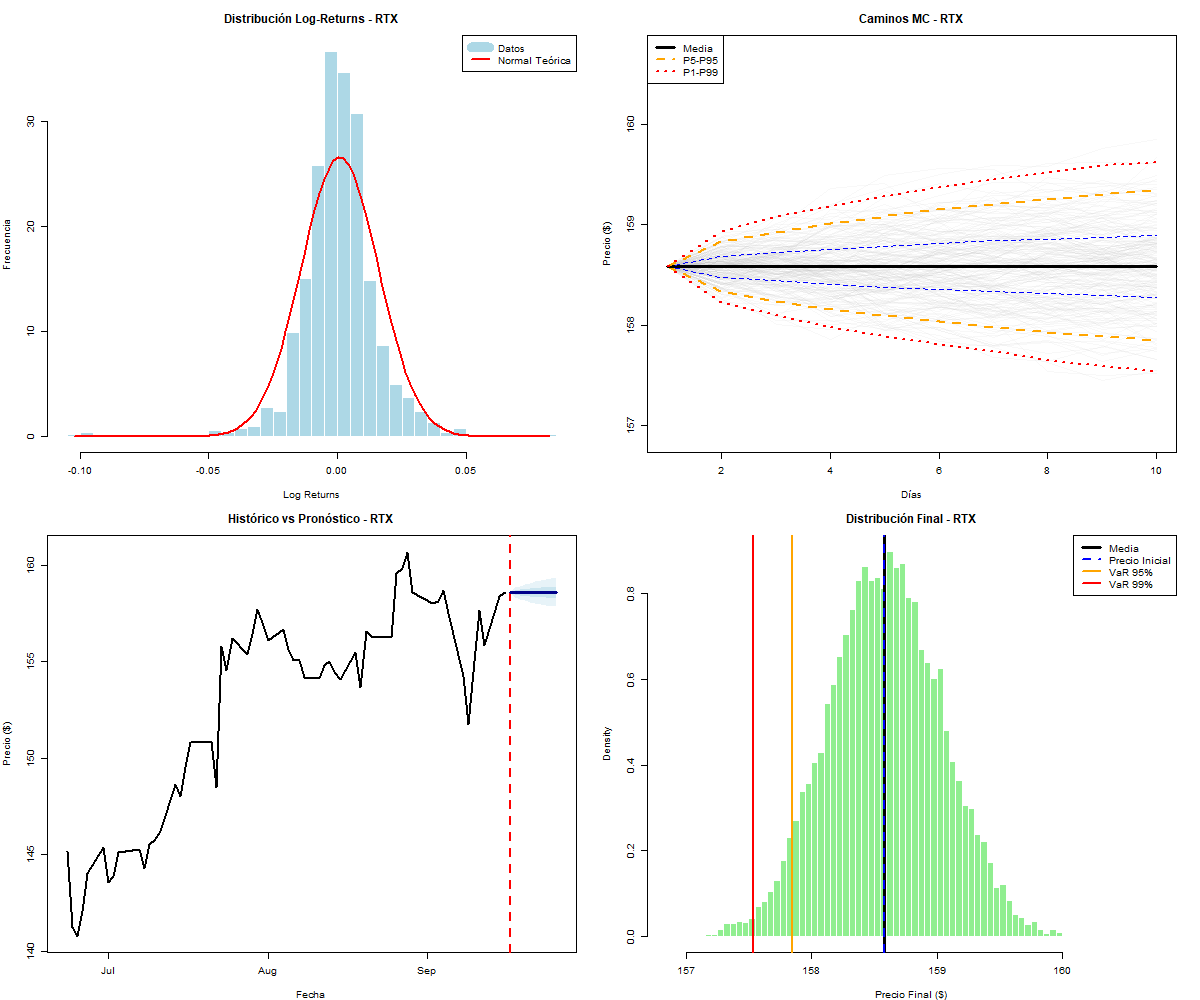 Distribución Log-Returns - RTX
Datos
Normal Teórica
Frecuencia
30
20
10
0
-0.10
-0.05
0.00
0.05
Log Returns
Caminos MC - RTX
Media
P5-P95
P1-P99
Precio ($)
160
159
158
157
2
4
6
8
10
Días
Histórico vs Pronóstico - RTX
Precio ($)
160
155
150
145
140
Jul
Aug
Sep
Fecha
Distribución Final - RTX
Media
Precio Inicial
VaR 95%
VaR 99%
Density
0.8
0.6
0.4
0.2
0.0
157
158
159
160
Precio Final ($)